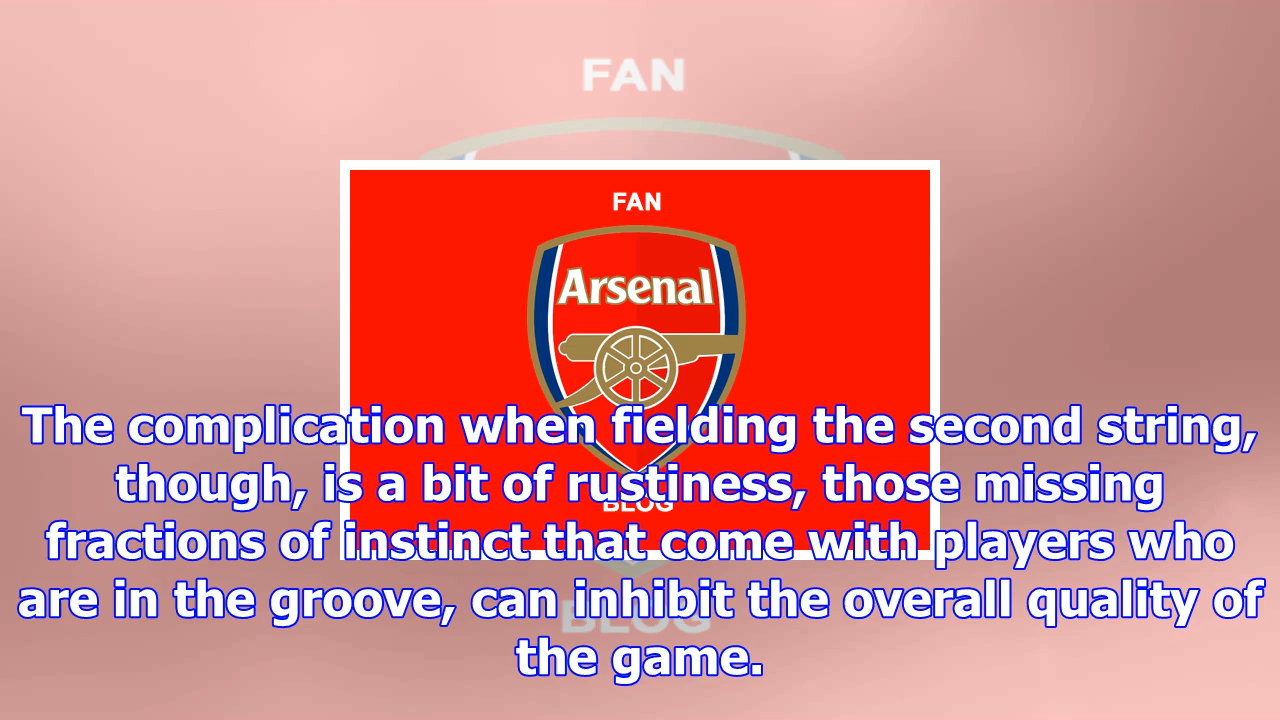 FAN
FAN
Arsenal
The complication when fielding the second string,
though, is a bit of rustiness, those missing
BLOG
fractions of instinct that come with players who
are in the groove, can inhibit the overall quality of
BLOG
the game.